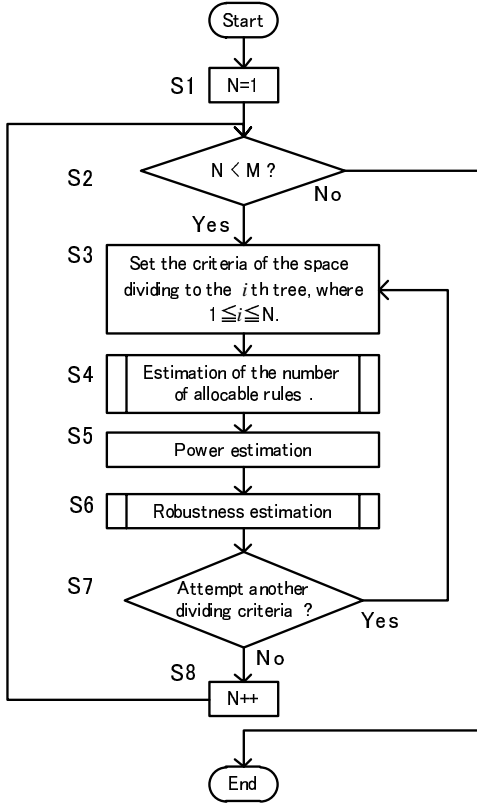 Start
S1
N=1
S2
N < M ?
No
Yes
S3
Set the criteria of the space
dividing to the i th tree, where
1≦i≦N.
S4
Estimation of the number
of allocable rules .
S5
Power estimation
S6
Robustness estimation
S7
Attempt another
dividing criteria ?
Yes
No
S8
N++
End